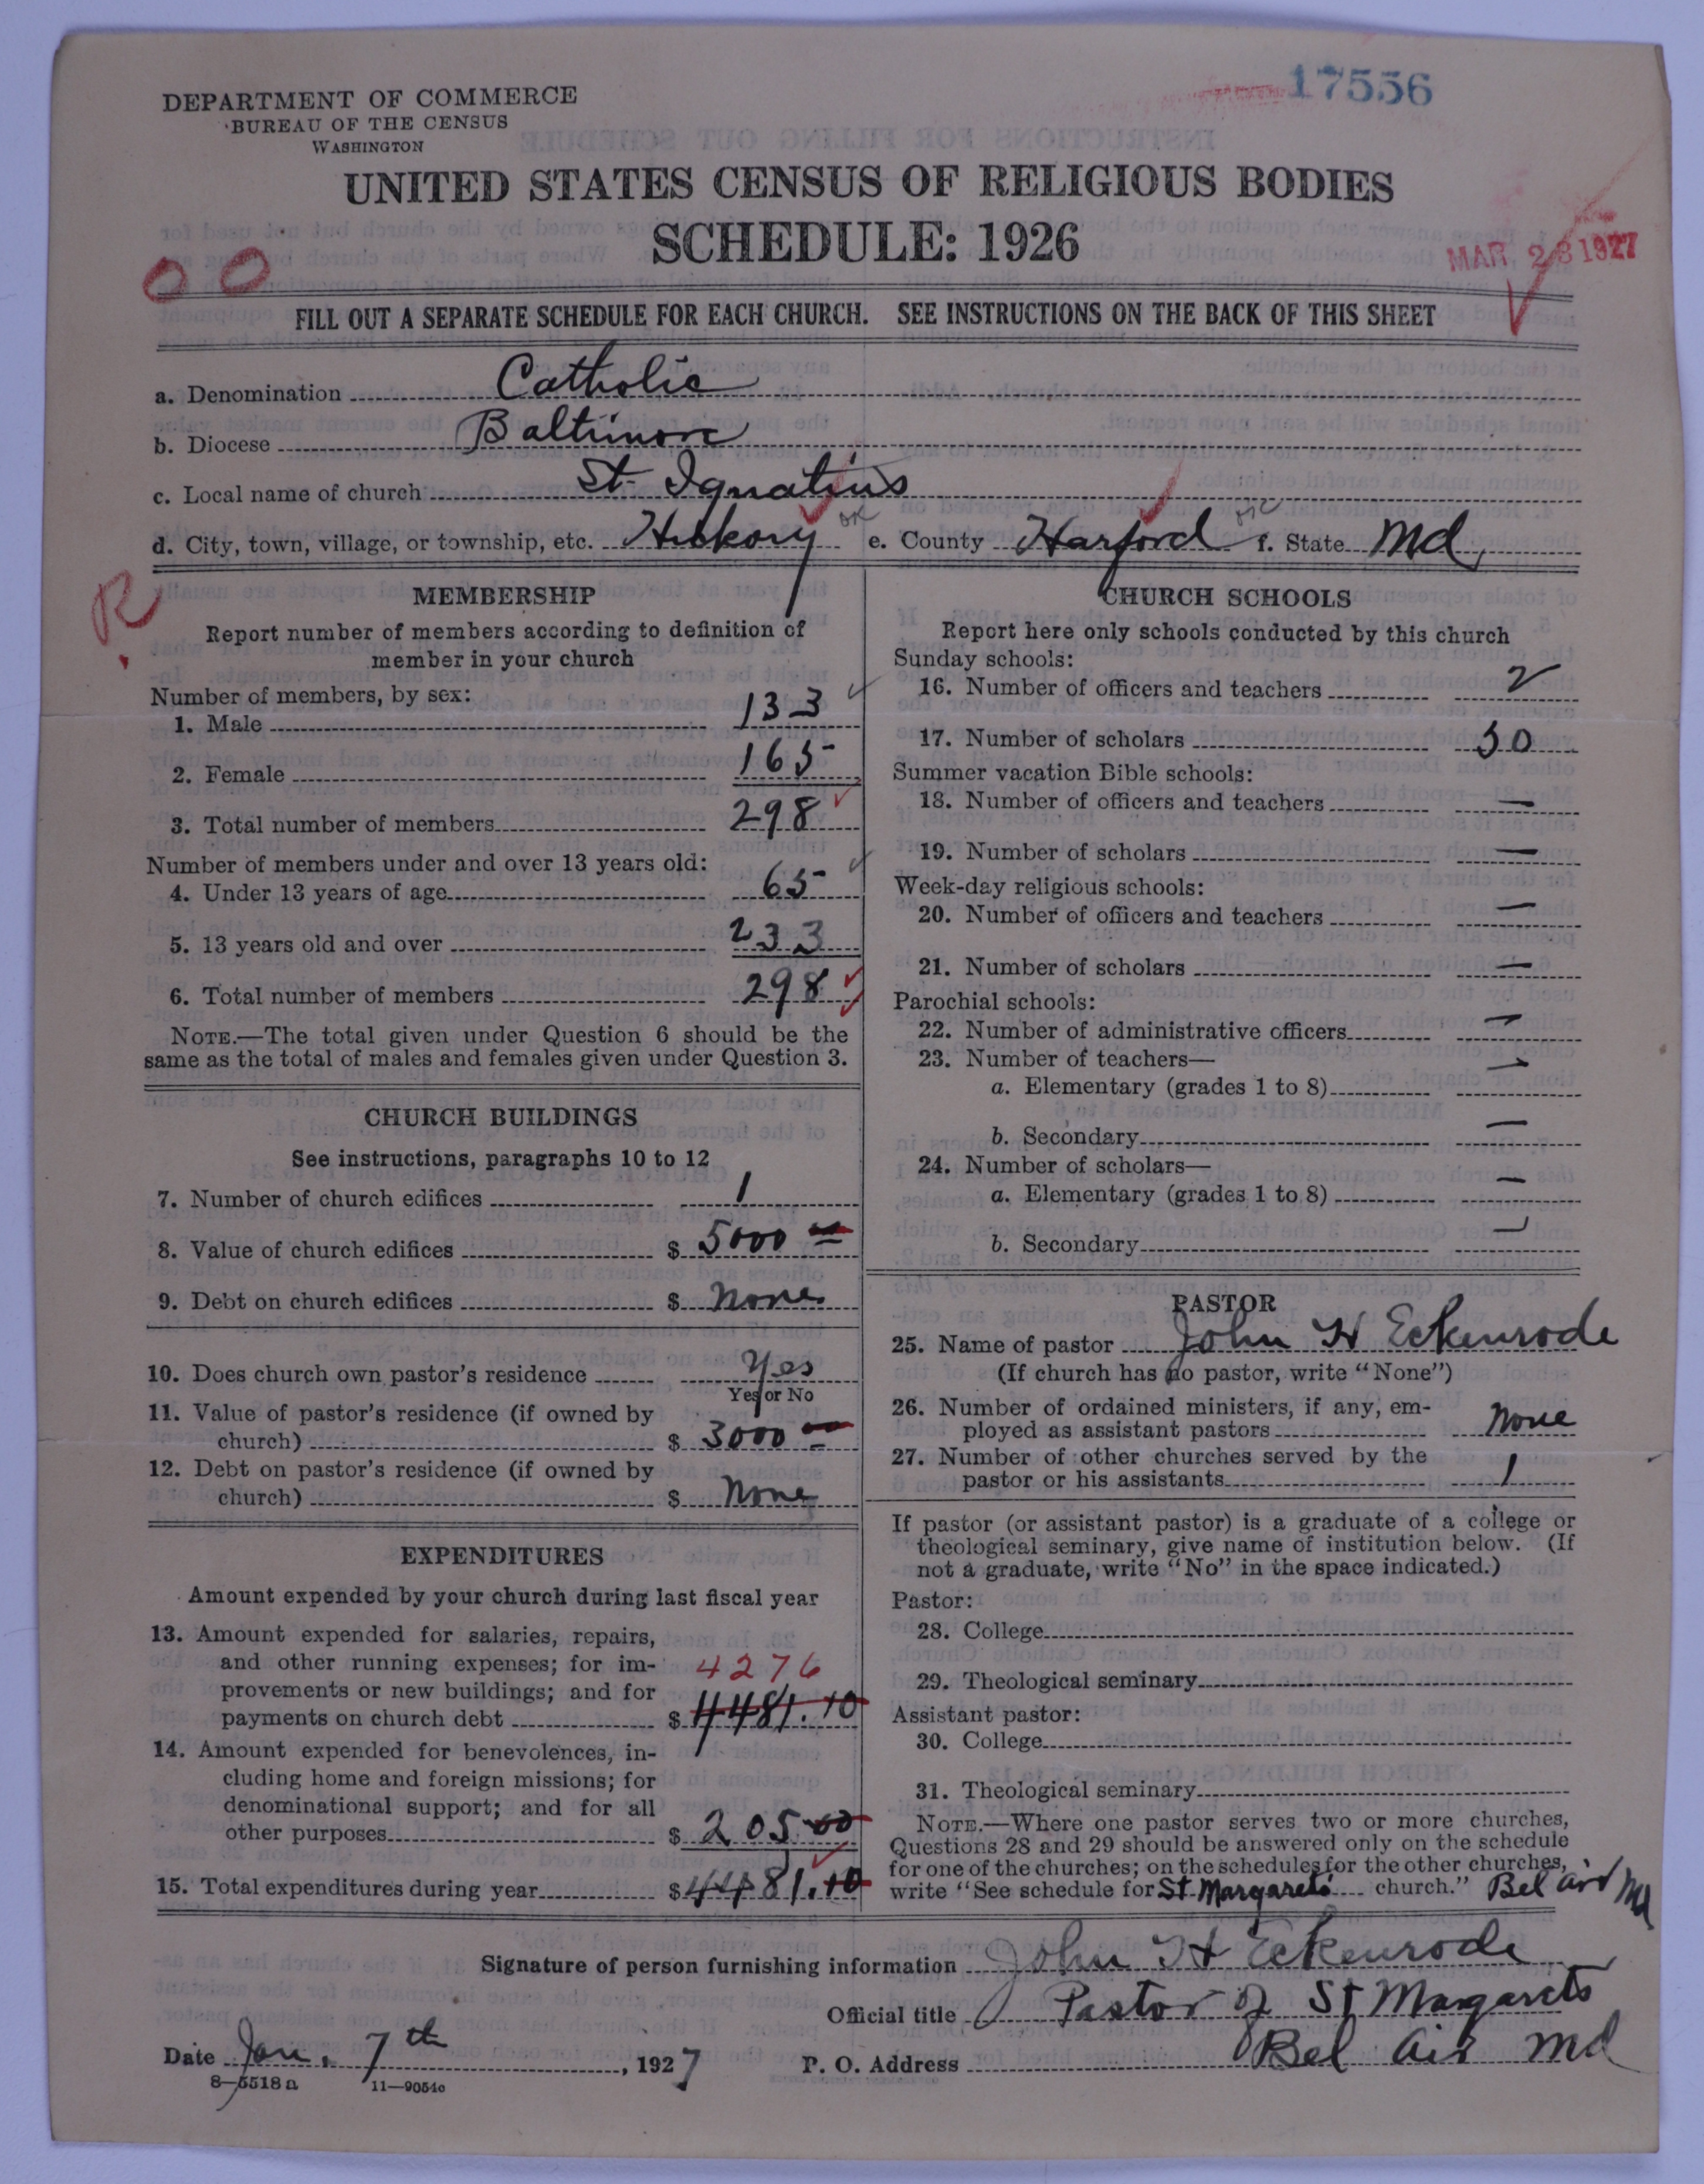 17556
DEPARTMENT OF COMMERCE
BUREAU OF THE CENSUS
WASHINGTON
UNITED STATES CENSUS OF RELIGIOUS BODIES
SCHEDULE: 1926
MAR 28 1927
OO
FILL OUT A SEPARATE SCHEDULE FOR EACH CHURCH. SEE INSTRUCTIONS ON THE BACK OF THIS SHEET
a. Denomination Catholic
b. Diocese Baltimore
c. Local name of church St. Ignatius
d. City, town, village, or township, etc. Hickory OK e. County Harford f. State Md,
R
MEMBERSHIP
Report number of members according to definition of
member in your church
Number of members, by sex:
1. Male 133
2. Female 165
3. Total number of members 298
Number of members under and over 13 years old:
4. Under 13 years of age 65
5. 13 years old and over 233
6. Total number of members 298
NOTE.—The total given under Question 6 should be the
same as the total of males and females given under Question 3.
CHURCH BUILDINGS
See instructions, paragraphs 10 to 12
7. Number of church edifices 1
8. Value of church edifices $ 5000
9. Debt on church edifices $ None
10. Does church own pastor's residence Yes
Yes or No
11. Value of pastor's residence (if owned by
church) $ 3000
12. Debt on pastor's residence (if owned by
church) $ None
EXPENDITURES
Amount expended by your church during last fiscal year
13. Amount expended for salaries, repairs,
and other running expenses; for im-
4276
provements or new buildings; and for
payments on church debt $ 4481.10
14. Amount expended for benevolences, in-
cluding home and foreign missions; for
denominational support; and for all
other purposes $ 205.00
15. Total expenditures during year $ 4481.10
CHURCH SCHOOLS
Report here only schools conducted by this church
Sunday schools:
16. Number of officers and teachers 2
17. Number of scholars 50
Summer vacation Bible schools:
18. Number of officers and teachers —
19. Number of scholars —
Week-day religious schools:
20. Number of officers and teachers —
21. Number of scholars —
Parochial schools:
22. Number of administrative officers —
23. Number of teachers—
a. Elementary (grades 1 to 8) —
b. Secondary —
24. Number of scholars—
a. Elementary (grades 1 to 8) —
b. Secondary —
PASTOR
25. Name of pastor John H Eckenrode
(If church has no pastor, write "None")
26. Number of ordained ministers, if any, em-
ployed as assistant pastors None
27. Number of other churches served by the
pastor or his assistants 1
If pastor (or assistant pastor) is a graduate of a college or
theological seminary, give name of institution below. (If
not a graduate, write "No" in the space indicated.)
Pastor:
28. College
29. Theological seminary
Assistant pastor:
30. College
31. Theological seminary
NOTE.—Where one pastor serves two or more churches,
Questions 28 and 29 should be answered only on the schedule
for one of the churches; on the schedules for the other churches,
write "See schedule for St. Margarets church." Bel Air Md
Signature of person furnishing information John H Eckenrode
Official title Pastor of St Margarets
Date Jan. 7th, 1927 P. O. Address Bel Air Md
8—5518a 11—9054c